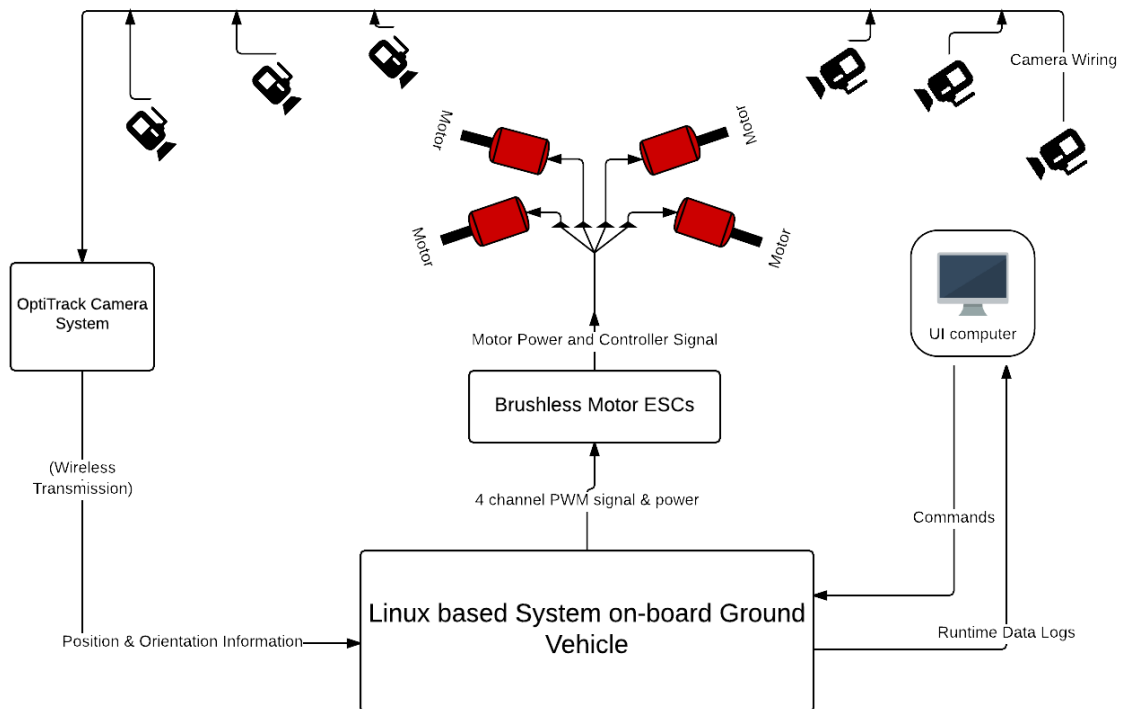 Camera Wiring
Motor
Motor
Motor
Motor
OptiTrack Camera
System
UI computer
Motor Power and Controller Signal
Brushless Motor ESCs
(Wireless
Transmission)
4 channel PWM signal & power
Commands
Linux based System on-board Ground
Vehicle
Position & Orientation Information
Runtime Data Logs